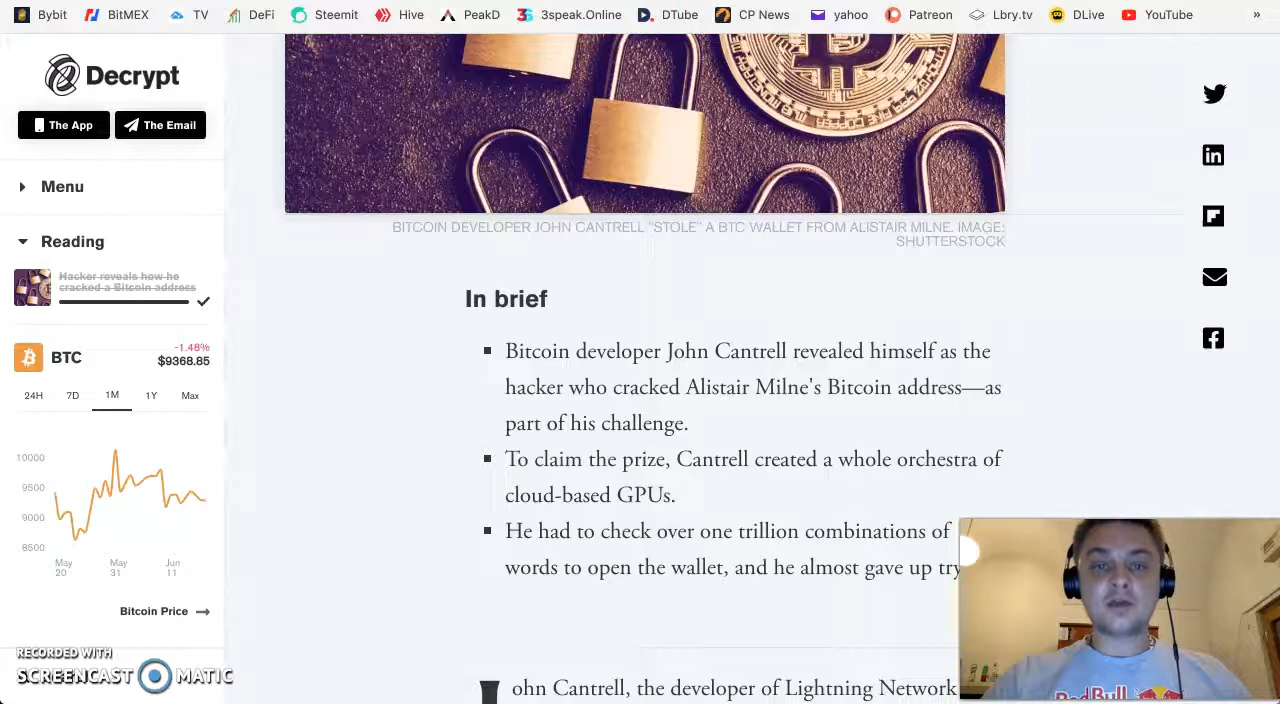 Bybit BitMEX TV DeFi Steemit Hive PeakD 3speak.Online DTube CP News yahoo Patreon Lbry.tv DLive YouTube »
Decrypt
The App The Email
Menu
Reading
Hacker reveals how he
cracked a Bitcoin address
BTC
-1.48%
$9368.85
24H 7D 1M 1Y Max
10000
9500
9000
8500
May May Jun
20 31 11
Bitcoin Price
RECORDED WITH
SCREENCAST MATIC
BITCOIN DEVELOPER JOHN CANTRELL "STOLE" A BTC WALLET FROM ALISTAIR MILNE. IMAGE:
SHUTTERSTOCK
In brief
Bitcoin developer John Cantrell revealed himself as the
hacker who cracked Alistair Milne's Bitcoin address—as
part of his challenge.
To claim the prize, Cantrell created a whole orchestra of
cloud-based GPUs.
He had to check over one trillion combinations of
words to open the wallet, and he almost gave up try
ohn Cantrell, the developer of Lightning Network
RedBull